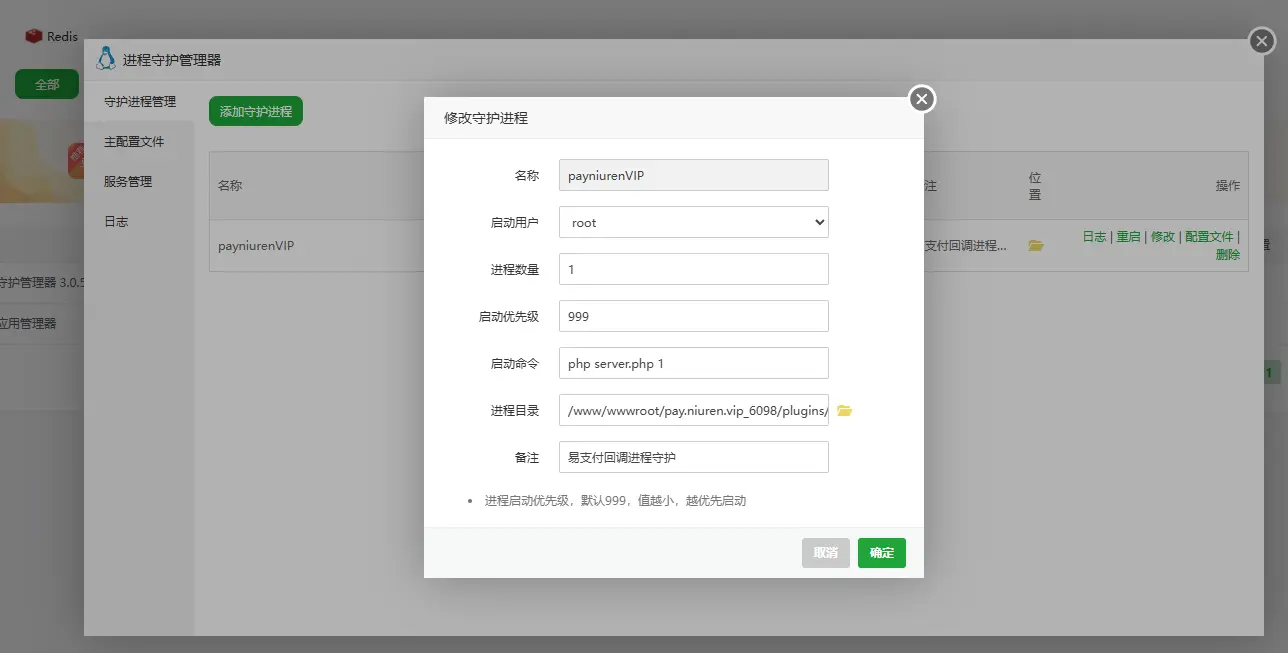 Redis
进程守护管理器
全部
守护进程管理
添加守护进程
主配置文件
服务管理
日志
名称
注
位
置
操作
payniurenVIP
支付回调进程...
日志 | 重启 | 修改 | 配置文件 |
删除
守护管理器 3.0.5
应用管理器
1
修改守护进程
名称
payniurenVIP
启动用户
root
进程数量
1
启动优先级
999
启动命令
php server.php 1
进程目录
/www/wwwroot/pay.niuren.vip_6098/plugins/
备注
易支付回调进程守护
进程启动优先级，默认999，值越小，越优先启动
取消
确定